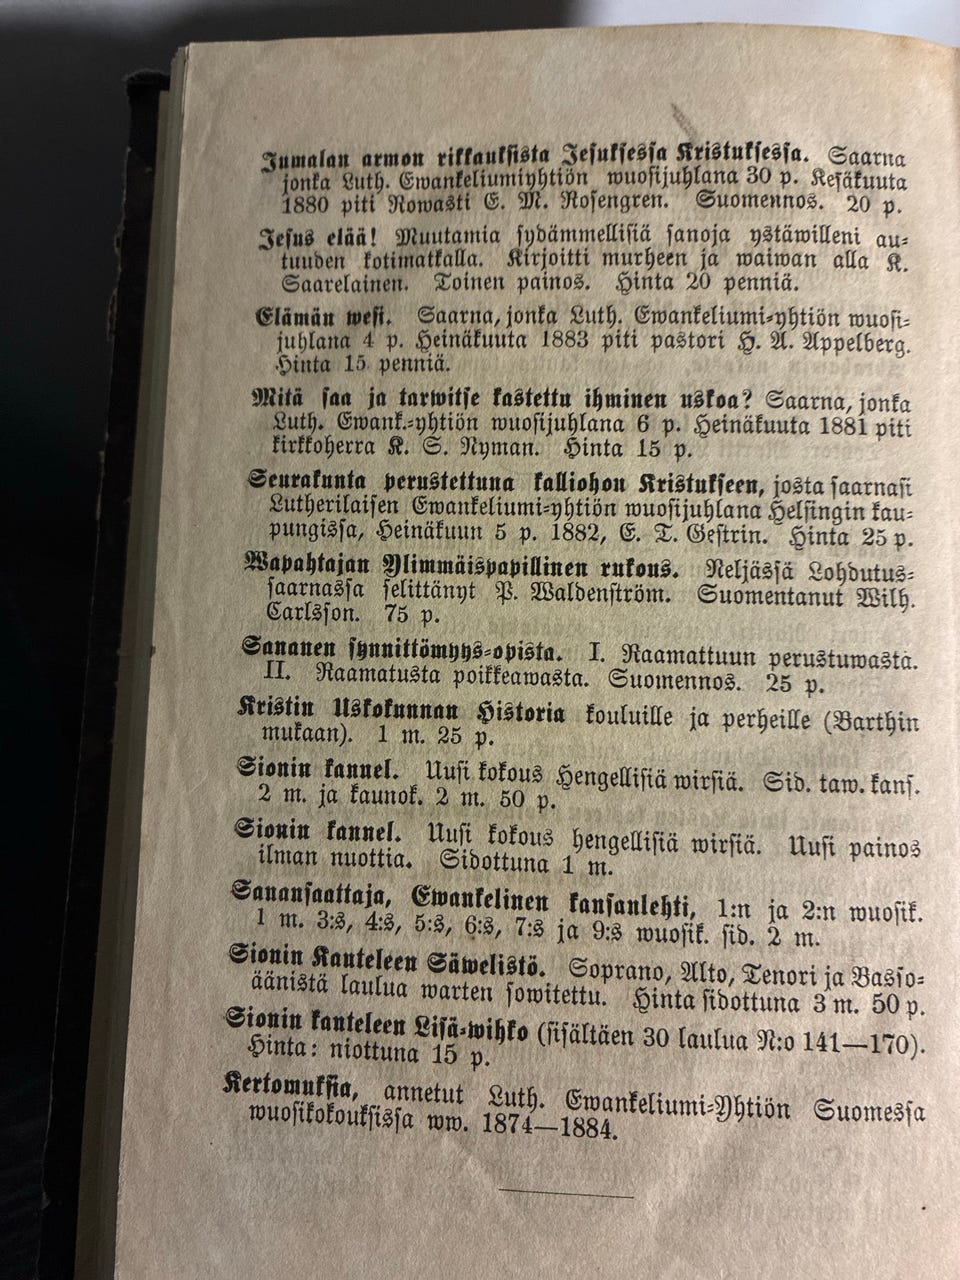 Jumalan armon rikkauksista Jesuksessa Kristuksessa. Saarna
jonka Luth. Ewankeliumiyhtiön wuosijuhlana 30 p. Kesäkuuta
1880 piti Rowasti E. M. Rosengren. Suomennos. 20 p.
Jesus elää! Muutamia sydämmellisiä sanoja ystäwilleni au-
tuuden kotimatkalla. Kirjoitti murheen ja waiwan alla K.
Saarelainen. Toinen painos. Hinta 20 penniä.
Elämän wesi. Saarna, jonka Luth. Ewankeliumi-yhtiön wuosi-
juhlana 4 p. Heinäkuuta 1883 piti pastori H. A. Appelberg.
Hinta 15 penniä.
Mitä saa ja tarwitse kastettu ihminen uskoa? Saarna, jonka
Luth. Ewank.-yhtiön wuosijuhlana 6 p. Heinäkuuta 1881 piti
kirkkoherra K. S. Nyman. Hinta 15 p.
Seurakunta perustettuna kalliohon Kristukseen, josta saarnasi
Lutherilaisen Ewankeliumi-yhtiön wuosijuhlana Helsingin kau-
pungissa, Heinäkuun 5 p. 1882, E. T. Gestrin. Hinta 25 p.
Wapahtajan Ylimmäispapillinen rukous. Neljässä Lohdutus-
saarnassa selittänyt P. Waldenström. Suomentanut Wilh.
Carlsson. 75 p.
Sananen synnittömyys-opista. I. Raamattuun perustuwasta.
II. Raamatusta poikkeawasta. Suomennos. 25 p.
Kristin Uskokunnan Historia kouluille ja perheille (Barthin
mukaan). 1 m. 25 p.
Sionin kannel. Uusi kokous Hengellisiä wirsiä. Sid. taw. kans.
2 m. ja kaunok. 2 m. 50 p.
Sionin kannel. Uusi kokous hengellisiä wirsiä. Uusi painos
ilman nuottia. Sidottuna 1 m.
Sanansaattaja, Ewankelinen kansanlehti, 1:n ja 2:n wuosik.
1 m. 3:s, 4:s, 5:s, 6:s, 7:s ja 9:s wuosik. sid. 2 m.
Sionin Kanteleen Säwelistö. Soprano, Alto, Tenori ja Basso-
äänistä laulua warten sowitettu. Hinta sidottuna 3 m. 50 p.
Sionin kanteleen Lisä-wihko (sisältäen 30 laulua N:o 141—170).
Hinta: niottuna 15 p.
Kertomuksia, annetut Luth. Ewankeliumi-Yhtiön Suomessa
wuosikokouksissa ww. 1874—1884.